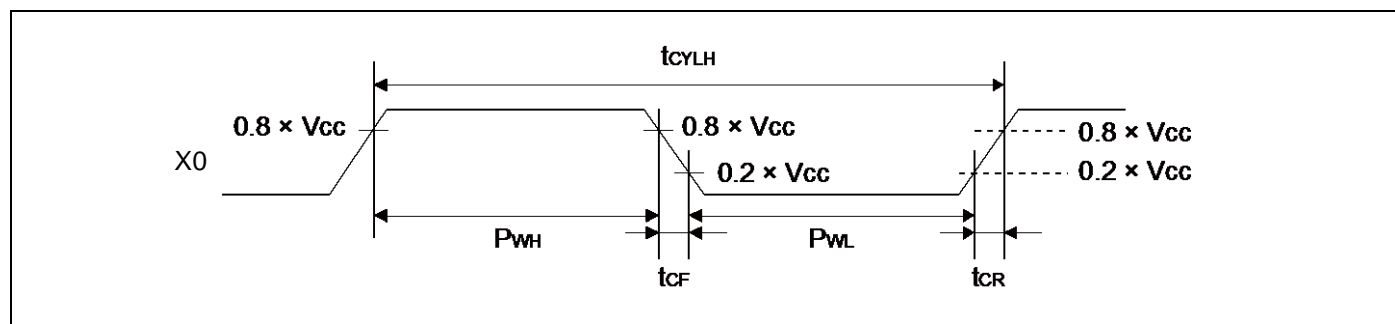 tCYLH
0.8 × Vcc
0.8 × Vcc
0.8 × Vcc
X0
0.2 × Vcc
0.2 × Vcc
PWH
PWL
tCF
tCR